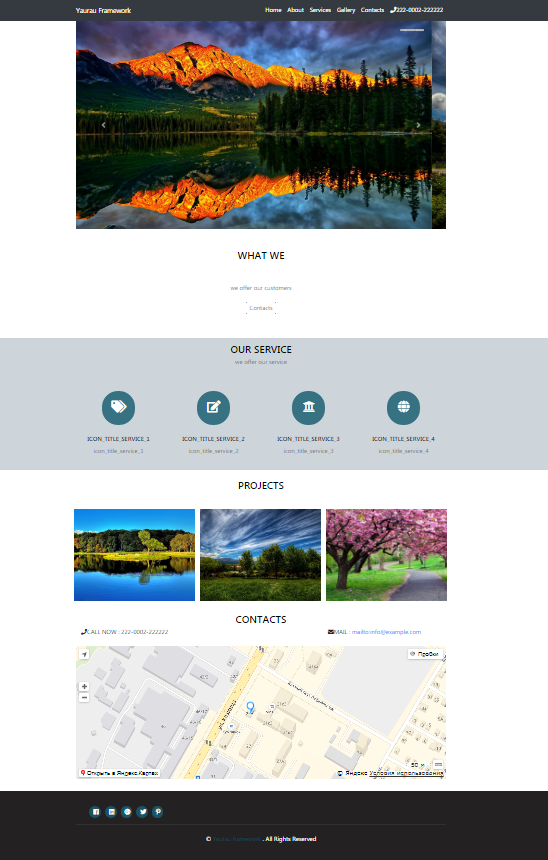 Yaurau Framework
Home About Services Gallery Contacts 222-0002-222222
WHAT WE
we offer our customers
Contacts
OUR SERVICE
we offer our service
ICON_TITLE_SERVICE_1 ICON_TITLE_SERVICE_2 ICON_TITLE_SERVICE_3 ICON_TITLE_SERVICE_4
icon_title_service_1 icon_title_service_2 icon_title_service_3 icon_title_service_4
PROJECTS
CONTACTS
CALL NOW : 222-0002-222222
MAIL : mailto:info@example.com
Пробки
50 м
Открыть в Яндекс.Картах
© Яндекс Условия использования
© Yaurau Framework . All Rights Reserved